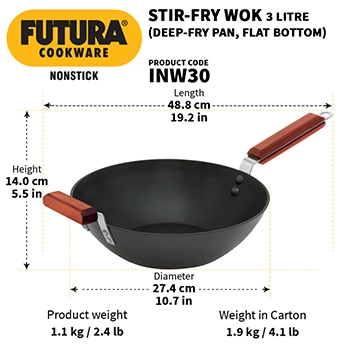 FUTURA®
COOKWARE
NONSTICK
STIR-FRY WOK 3 LITRE
(DEEP-FRY PAN, FLAT BOTTOM)
PRODUCT CODE
INW30
Length
48.8 cm
19.2 in
Height
14.0 cm
5.5 in
Diameter
27.4 cm
10.7 in
Product weight
1.1 kg / 2.4 lb
Weight in Carton
1.9 kg / 4.1 lb